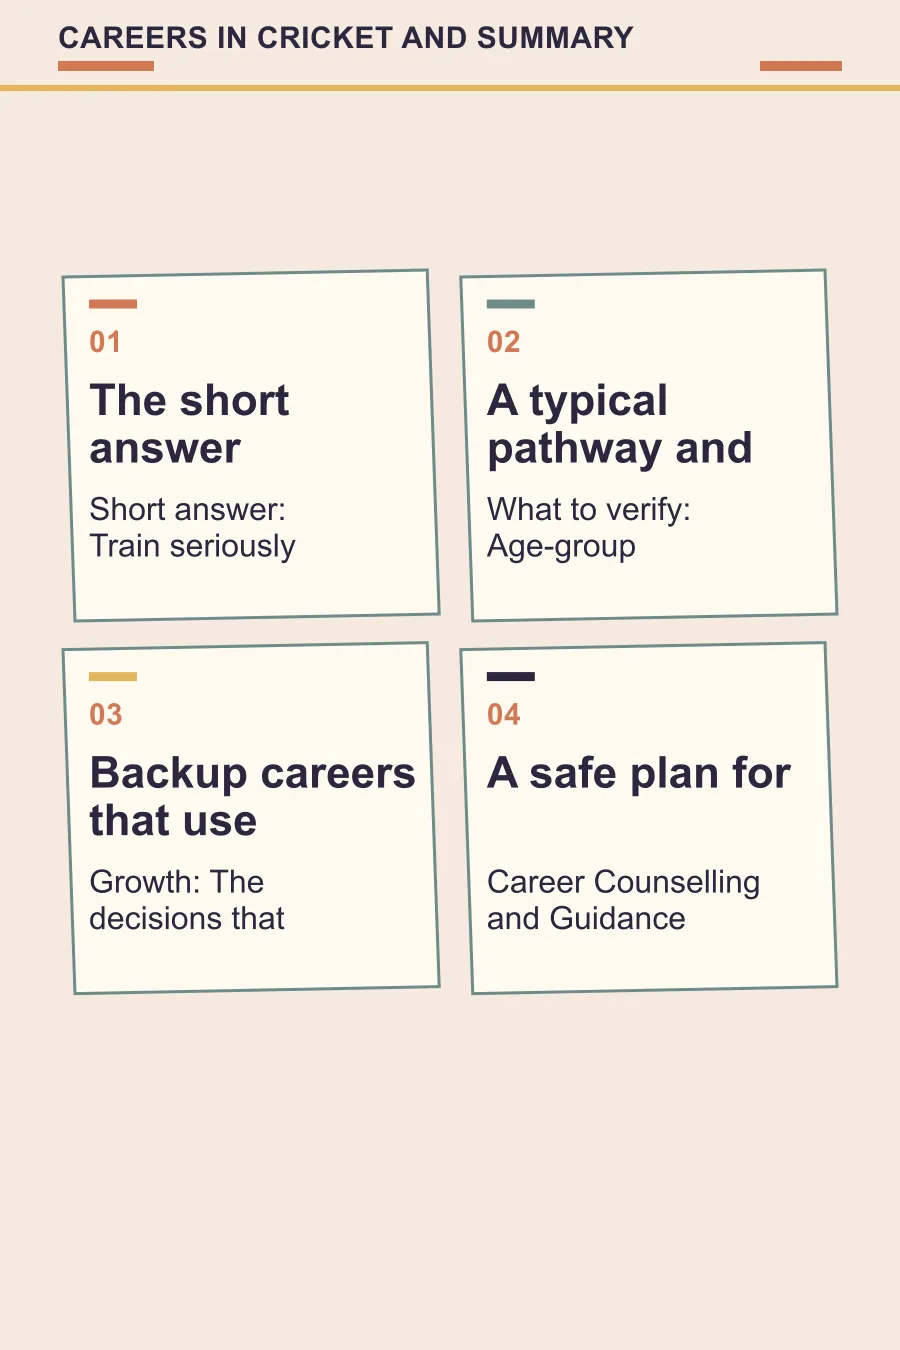 CAREERS IN CRICKET AND SUMMARY
01
The short
answer
Short answer:
Train seriously
02
A typical
pathway and
What to verify:
Age-group
03
Backup careers
that use
Growth: The
decisions that
04
A safe plan for
Career Counselling
and Guidance